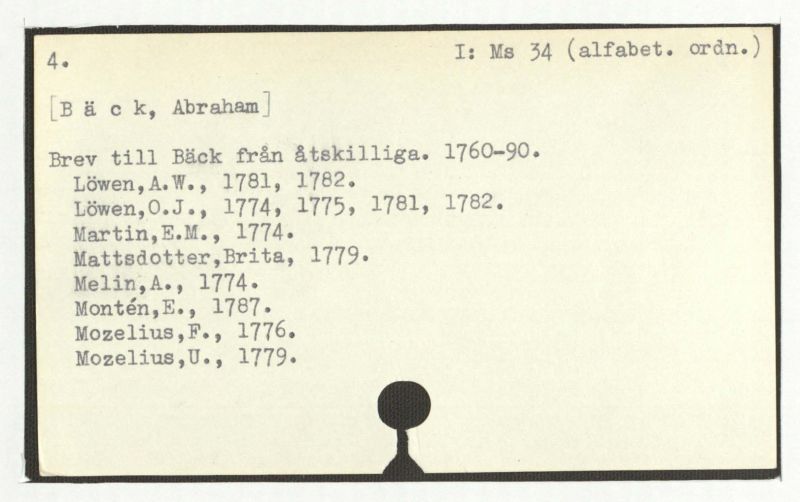 4.
I: Ms 34 (alfabet. ordn.)
[B ä c k, Abraham]
Brev till Bäck från åtskilliga. 1760-90.
Löwen,A.W., 1781, 1782.
Löwen,O.J., 1774, 1775, 1781, 1782.
Martin,E.M., 1774.
Mattsdotter,Brita, 1779.
Melin,A., 1774.
Montén,E., 1787.
Mozelius,F., 1776.
Mozelius,U., 1779.